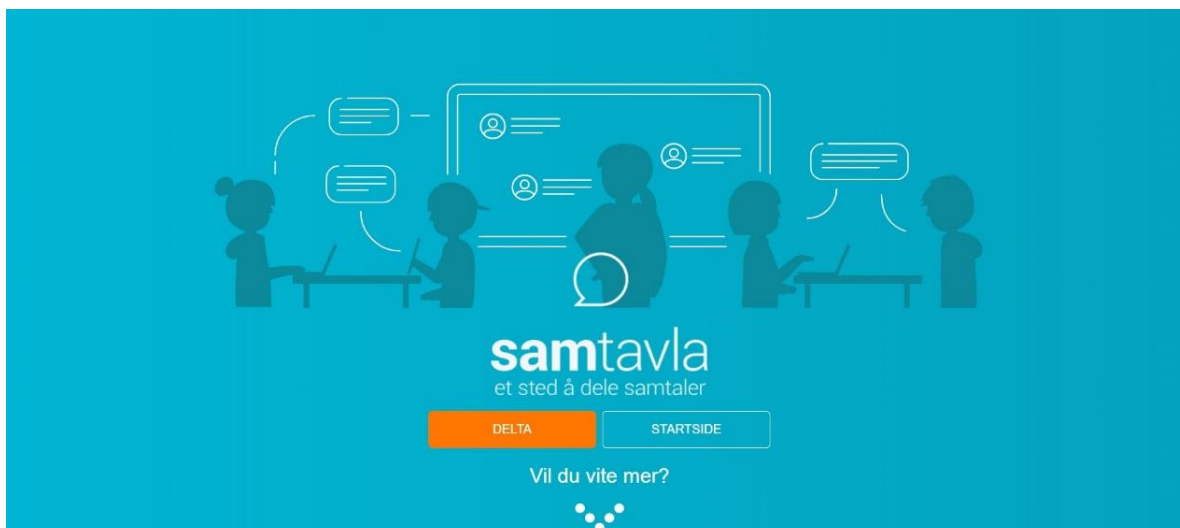 samtavla
et sted å dele samtaler
DELTA
STARTSIDE
Vil du vite mer?